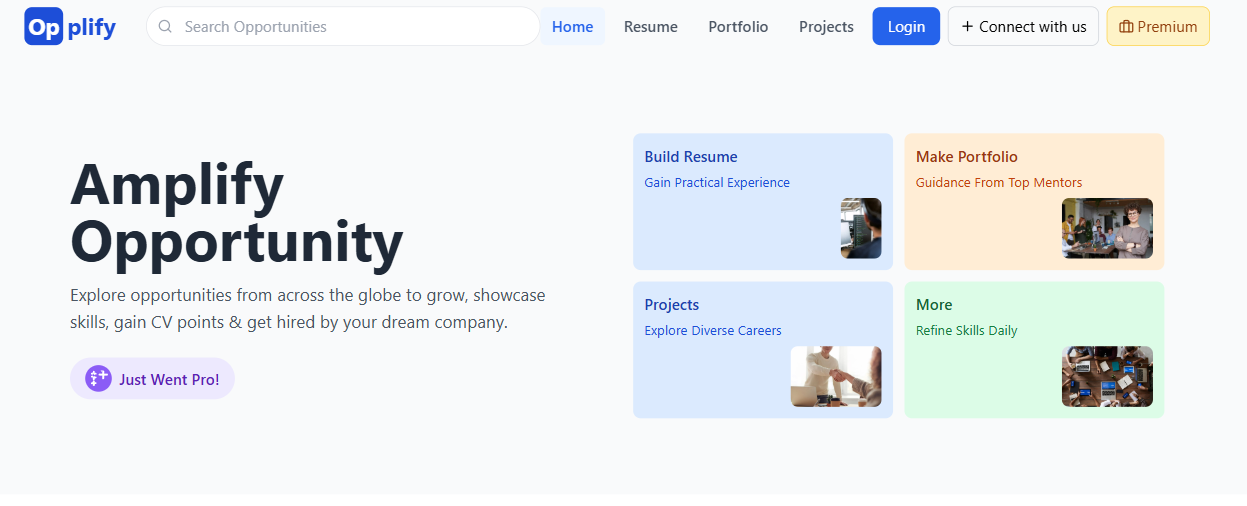 Op plify
Search Opportunities
Home
Resume
Portfolio
Projects
Login
+ Connect with us
Premium
Amplify
Opportunity
Explore opportunities from across the globe to grow, showcase
skills, gain CV points & get hired by your dream company.
Just Went Pro!
Build Resume
Gain Practical Experience
Make Portfolio
Guidance From Top Mentors
Projects
Explore Diverse Careers
More
Refine Skills Daily